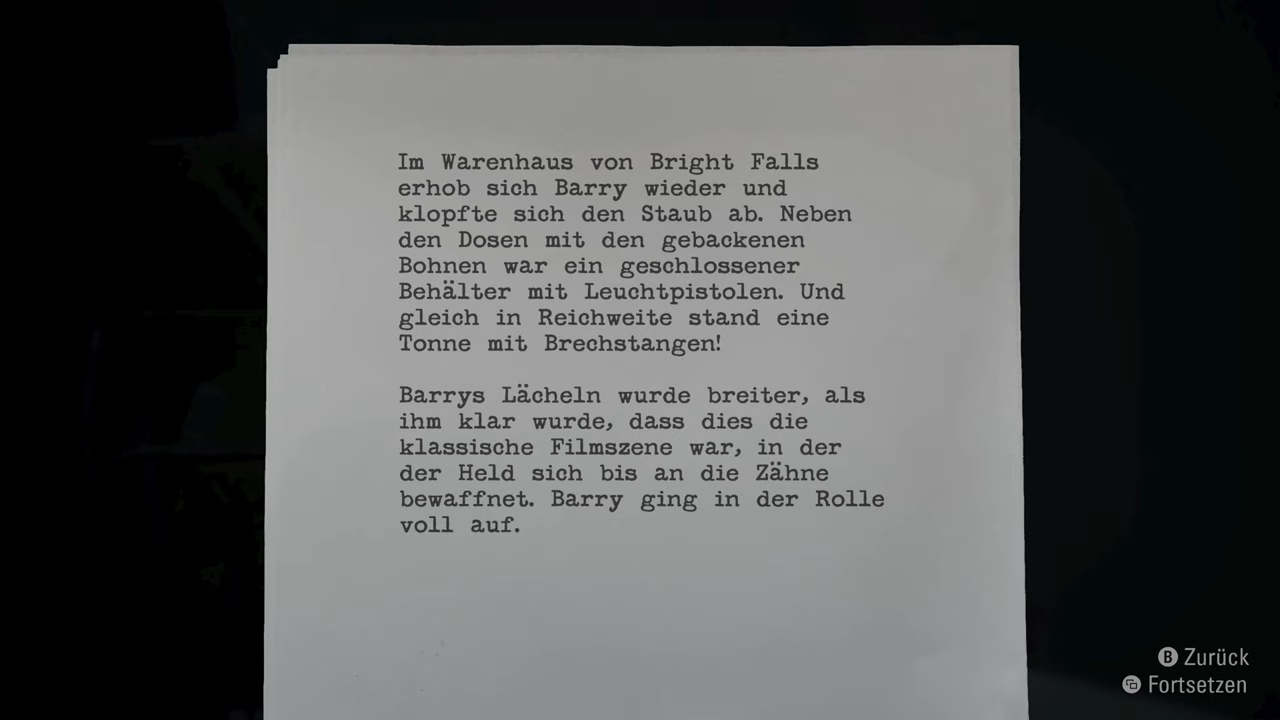 Im Warenhaus von Bright Falls
erhob sich Barry wieder und
klopfte sich den Staub ab. Neben
den Dosen mit den gebackenen
Bohnen war ein geschlossener
Behälter mit Leuchtpistolen. Und
gleich in Reichweite stand eine
Tonne mit Brechstangen!
Barrys Lächeln wurde breiter, als
ihm klar wurde, dass dies die
klassische Filmszene war, in der
der Held sich bis an die Zähne
bewaffnet. Barry ging in der Rolle
voll auf.
B Zurück
Fortsetzen